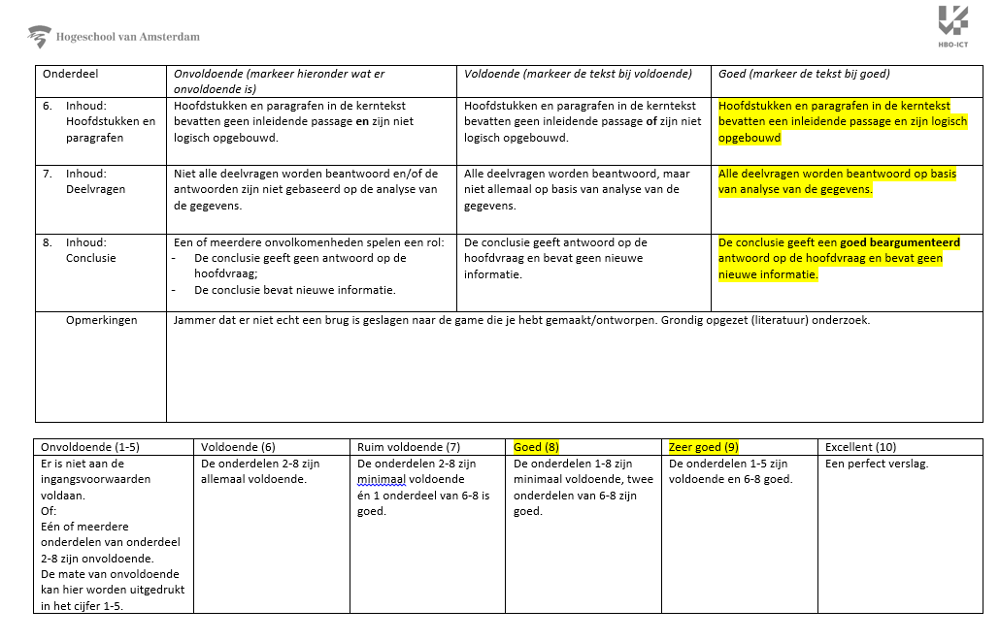 Hogeschool van Amsterdam
HBO-ICT
Onderdeel
Onvoldoende (markeer hieronder wat er
onvoldoende is)
Voldoende (markeer de tekst bij voldoende)
Goed (markeer de tekst bij goed)
6. Inhoud:
Hoofdstukken en
paragrafen
Hoofdstukken en paragrafen in de kerntekst
bevatten geen inleidende passage en zijn niet
logisch opgebouwd.
Hoofdstukken en paragrafen in de kerntekst
bevatten geen inleidende passage of zijn niet
logisch opgebouwd.
Hoofdstukken en paragrafen in de kerntekst
bevatten een inleidende passage en zijn logisch
opgebouwd
7. Inhoud:
Deelvragen
Niet alle deelvragen worden beantwoord en/of de
antwoorden zijn niet gebaseerd op de analyse van
de gegevens.
Alle deelvragen worden beantwoord, maar
niet allemaal op basis van analyse van de
gegevens.
Alle deelvragen worden beantwoord op basis
van analyse van de gegevens.
8. Inhoud:
Conclusie
Een of meerdere onvolkomenheden spelen een rol:
- De conclusie geeft geen antwoord op de
hoofdvraag;
- De conclusie bevat nieuwe informatie.
De conclusie geeft antwoord op de
hoofdvraag en bevat geen nieuwe
informatie.
De conclusie geeft een goed beargumenteerd
antwoord op de hoofdvraag en bevat geen
nieuwe informatie.
Opmerkingen
Jammer dat er niet echt een brug is geslagen naar de game die je hebt gemaakt/ontworpen. Grondig opgezet (literatuur) onderzoek.
Onvoldoende (1-5)
Voldoende (6)
Ruim voldoende (7)
Goed (8)
Zeer goed (9)
Excellent (10)
Er is niet aan de
ingangsvoorwaarden
voldaan.
Of:
Eén of meerdere
onderdelen van onderdeel
2-8 zijn onvoldoende.
De mate van onvoldoende
kan hier worden uitgedrukt
in het cijfer 1-5.
De onderdelen 2-8 zijn
allemaal voldoende.
De onderdelen 2-8 zijn
minimaal voldoende
én 1 onderdeel van 6-8 is
goed.
De onderdelen 1-8 zijn
minimaal voldoende, twee
onderdelen van 6-8 zijn
goed.
De onderdelen 1-5 zijn
voldoende en 6-8 goed.
Een perfect verslag.